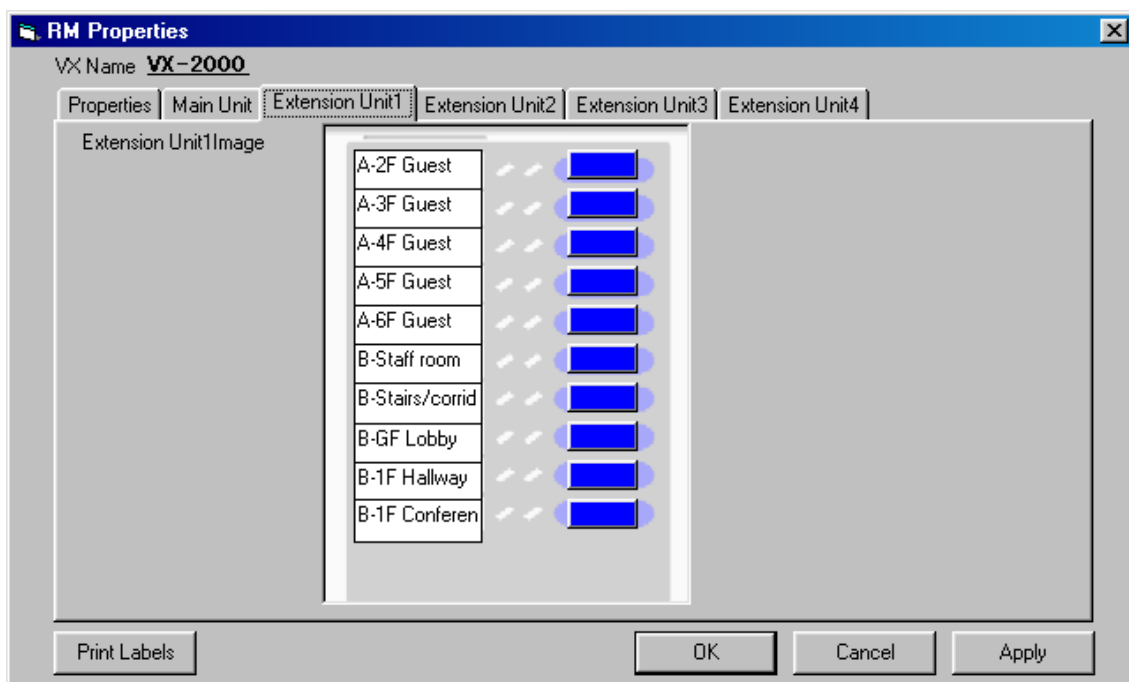 RM Properties
VX Name VX-2000
Properties Main Unit Extension Unit1 Extension Unit2 Extension Unit3 Extension Unit4
Extension Unit1Image
A-2F Guest
A-3F Guest
A-4F Guest
A-5F Guest
A-6F Guest
B-Staff room
B-Stairs/corrid
B-GF Lobby
B-1F Hallway
B-1F Conferen
Print Labels OK Cancel Apply